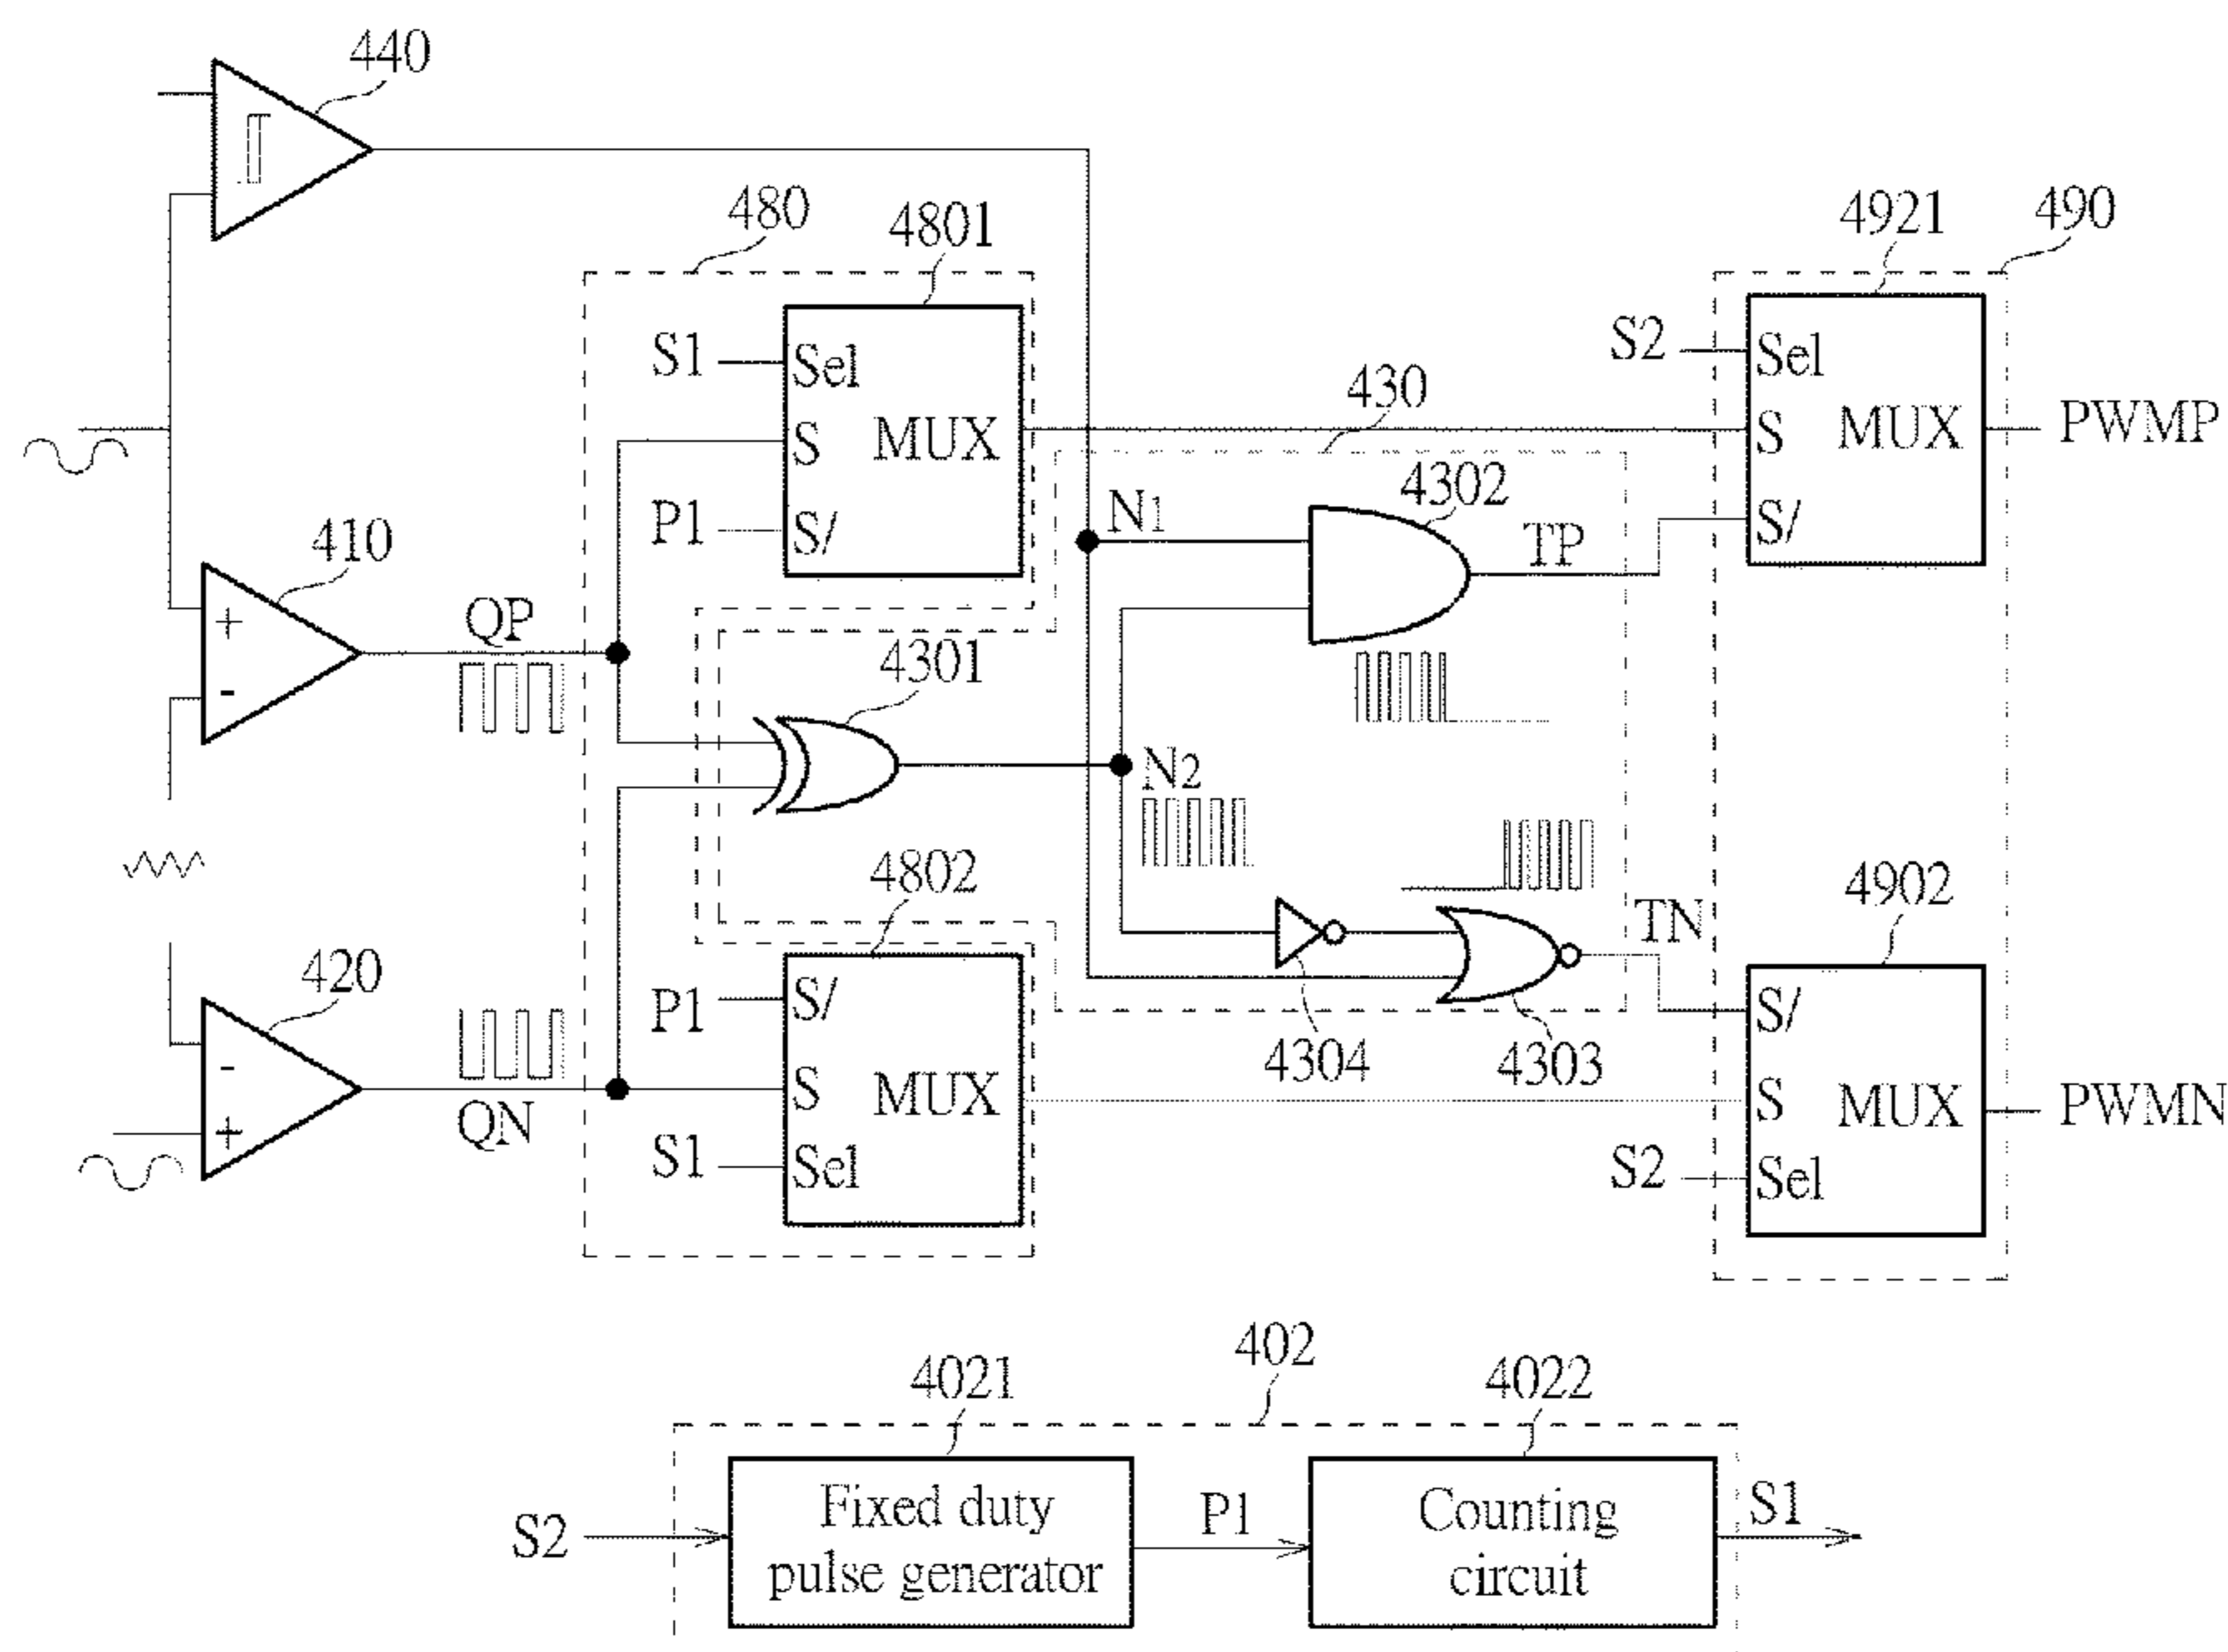 440
480
4801
4921
490
S1
Sel
S
MUX
P1
S/
S2
Sel
S
MUX
S/
PWMP
430
4302
N1
TP
410
+
-
QP
4301
N2
4802
4902
TN
420
-
+
QN
P1
S/
S
MUX
S1
Sel
4304
4303
S/
S
MUX
S2
Sel
PWMN
402
4021
4022
S2
Fixed duty
pulse generator
P1
Counting
circuit
S1